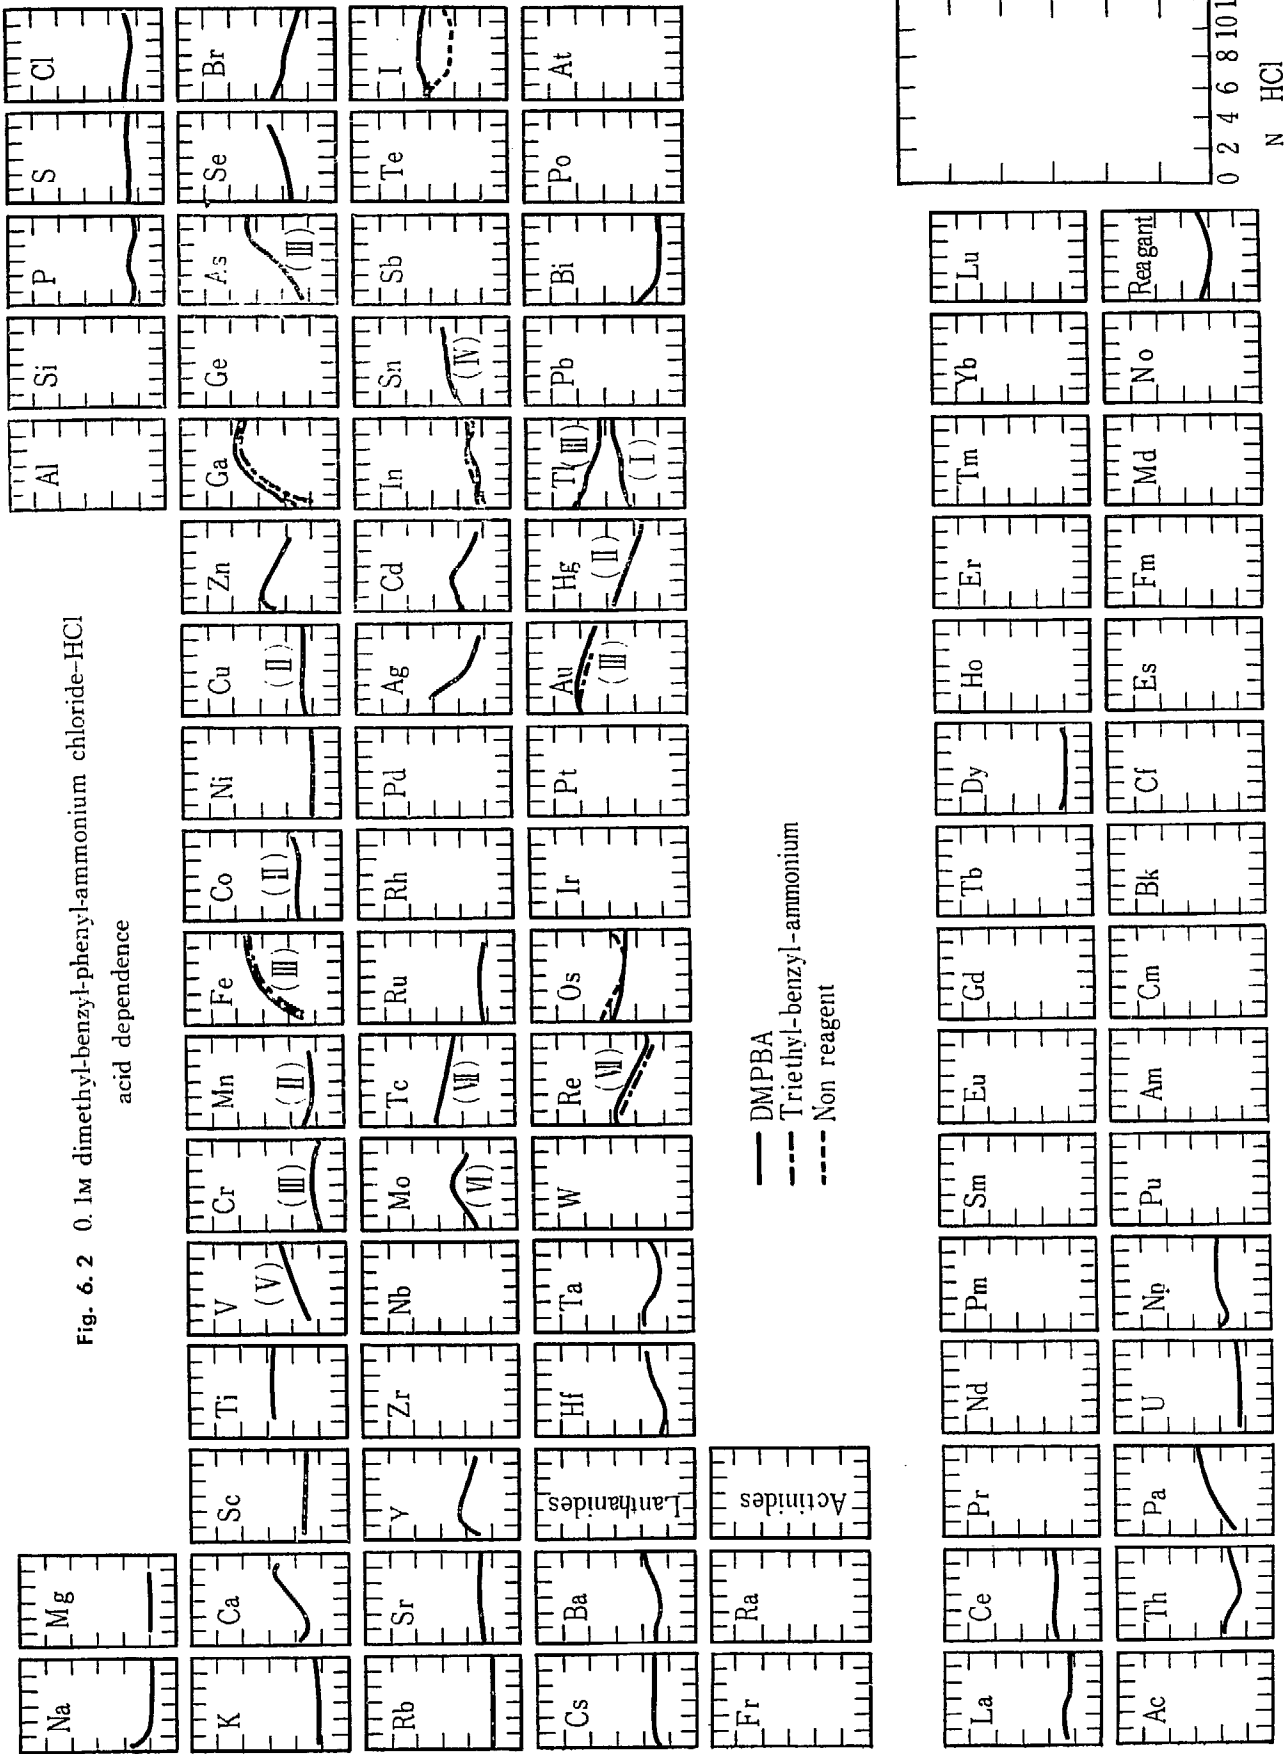 Fig. 6.2 0.1M dimethyl-benzyl-phenyl-ammonium chloride–HCl
acid dependence
Na Mg Al Si P S Cl
K Ca Sc Ti V (V) Cr (III) Mn (II) Fe (III) Co (II) Ni Cu (II) Zn Ga Ge As (III) Se Br
Rb Sr Y Zr Nb Mo (VI) Tc (VII) Ru Rh Pd Ag Cd In Sn (IV) Sb Te I
Cs Ba Lanthanides Hf Ta W Re (VII) Os Ir Pt Au (III) Hg (II) Tl (III) (I) Pb Bi Po At
Fr Ra Actinides
DMPBA
Triethyl-benzyl-ammonium
Non reagent
La Ce Pr Nd Pm Sm Eu Gd Tb Dy Ho Er Tm Yb Lu
Ac Th Pa U Np Pu Am Cm Bk Cf Es Fm Md No Reagant
0 2 4 6 8 10 1
N HCl